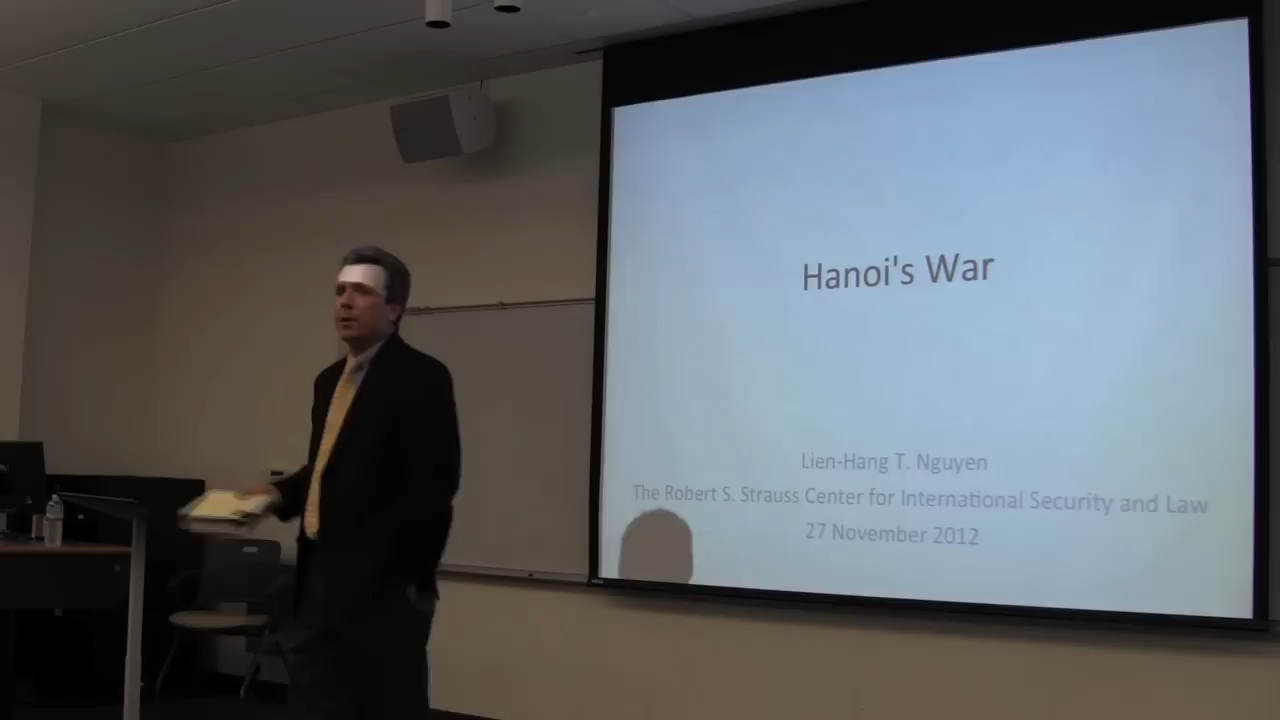 Hanoi's War
Lien-Hang T. Nguyen
The Robert S. Strauss Center for International Security and Law
27 November 2012